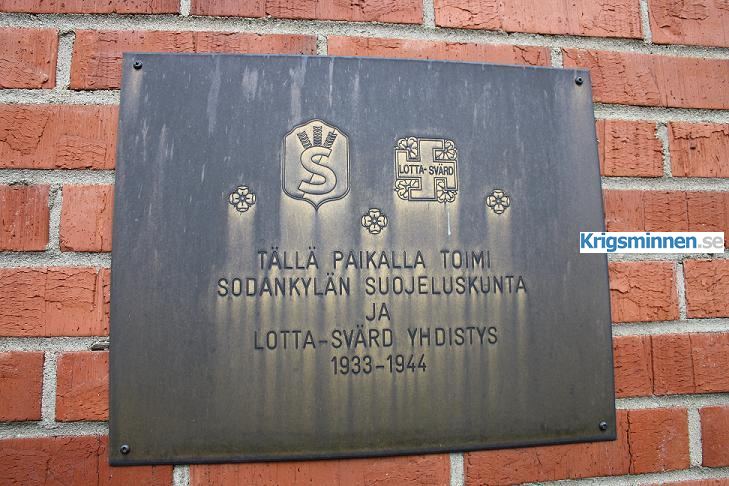 S
LOTTA-SVÄRD
TÄLLÄ PAIKALLA TOIMI
SODANKYLÄN SUOJELUSKUNTA
JA
LOTTA-SVÄRD YHDISTYS
1933-1944
Krigsminnen.se